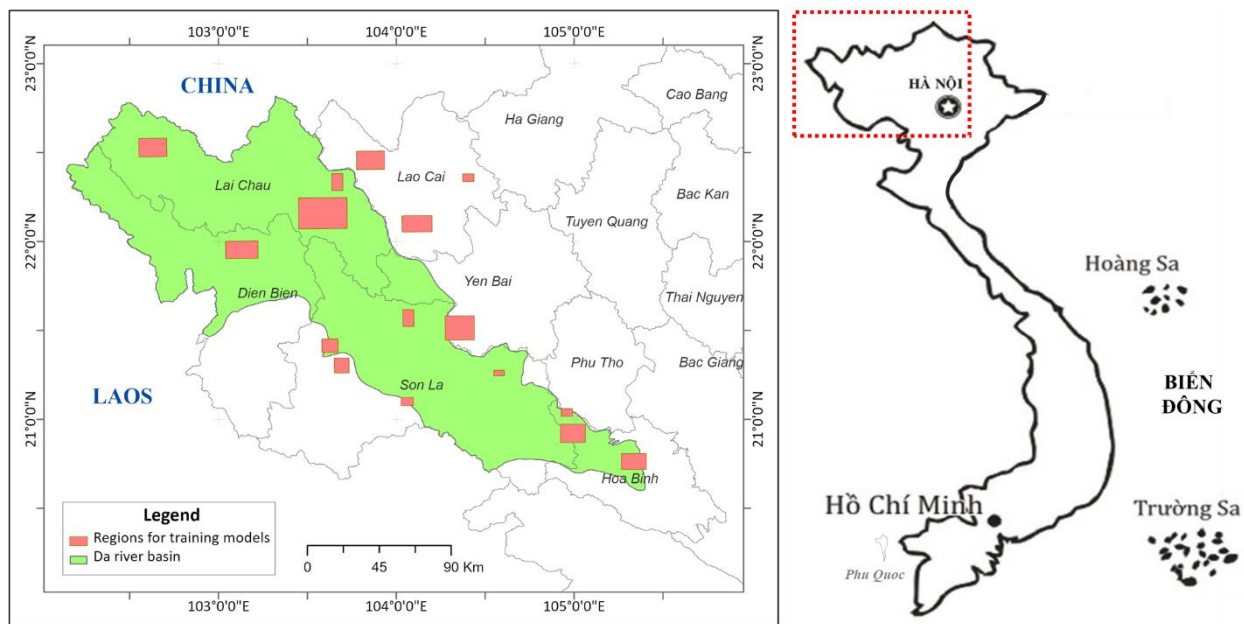 103°0'0"E
104°0'0"E
105°0'0"E
23°0'0"N
22°0'0"N
21°0'0"N
CHINA
Cao Bang
Ha Giang
Lai Chau
Lao Cai
Bac Kan
Tuyen Quang
Dien Bien
Yen Bai
Thai Nguyen
Phu Tho
Bac Giang
LAOS
Son La
Hoa Binh
23°0'0"N
22°0'0"N
21°0'0"N
Legend
Regions for training models
Da river basin
0 45 90 Km
103°0'0"E
104°0'0"E
105°0'0"E
HÀ NỘI
Hoàng Sa
BIỂN
ĐÔNG
Hồ Chí Minh
Trường Sa
Phu Quoc